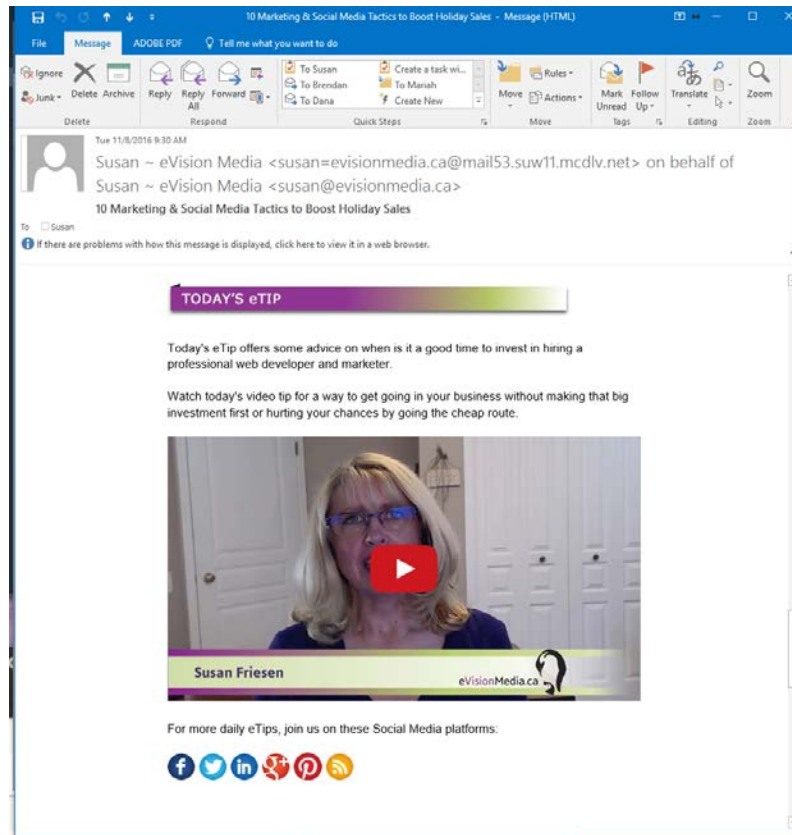 10 Marketing & Social Media Tactics to Boost Holiday Sales - Message (HTML)
File Message ADOBE PDF Tell me what you want to do
Ignore
Junk
Delete Archive
Reply Reply All Forward
To Susan
To Brendan
To Dana
Create a task wi...
To Mariah
Create New
Move
Rules
Actions
Mark Unread Follow Up
Translate
Zoom
Delete Respond Quick Steps Move Tags Editing Zoom
Tue 11/8/2016 9:30 AM
Susan ~ eVision Media <susan=evisionmedia.ca@mail53.suw11.mcdlv.net> on behalf of
Susan ~ eVision Media <susan@evisionmedia.ca>
10 Marketing & Social Media Tactics to Boost Holiday Sales
To Susan
If there are problems with how this message is displayed, click here to view it in a web browser.
TODAY'S eTIP
Today's eTip offers some advice on when is it a good time to invest in hiring a
professional web developer and marketer.
Watch today's video tip for a way to get going in your business without making that big
investment first or hurting your chances by going the cheap route.
Susan Friesen
eVisionMedia.ca
For more daily eTips, join us on these Social Media platforms: